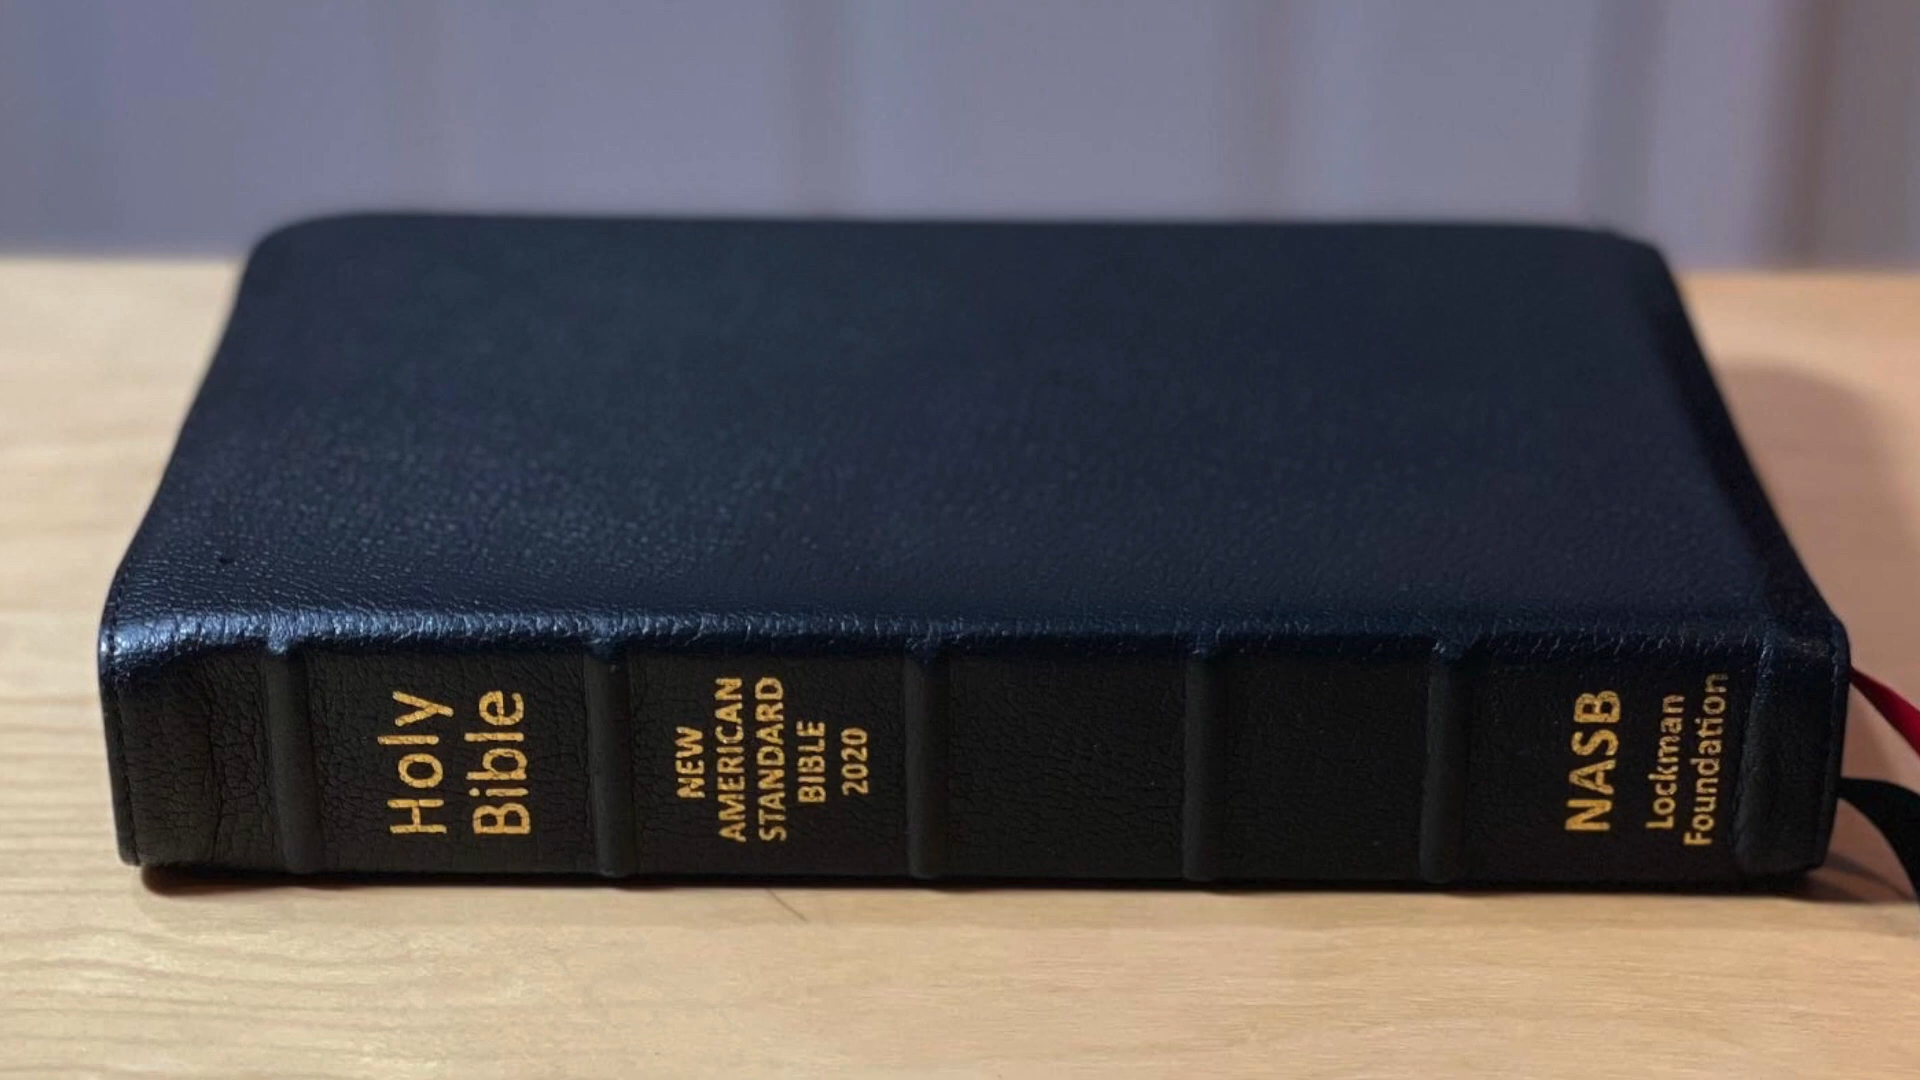 Holy
Bible
NEW
AMERICAN
STANDARD
BIBLE
2020
NASB
Lockman
Foundation